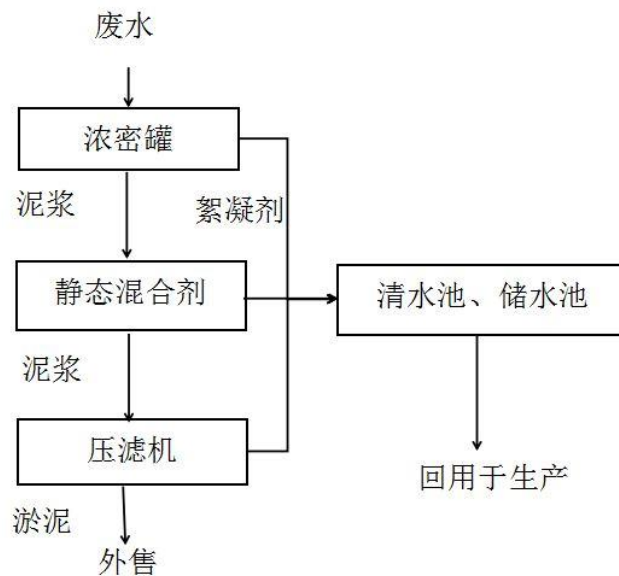 废水
浓密罐
泥浆
絮凝剂
静态混合剂
清水池、储水池
泥浆
压滤机
回用于生产
淤泥
外售